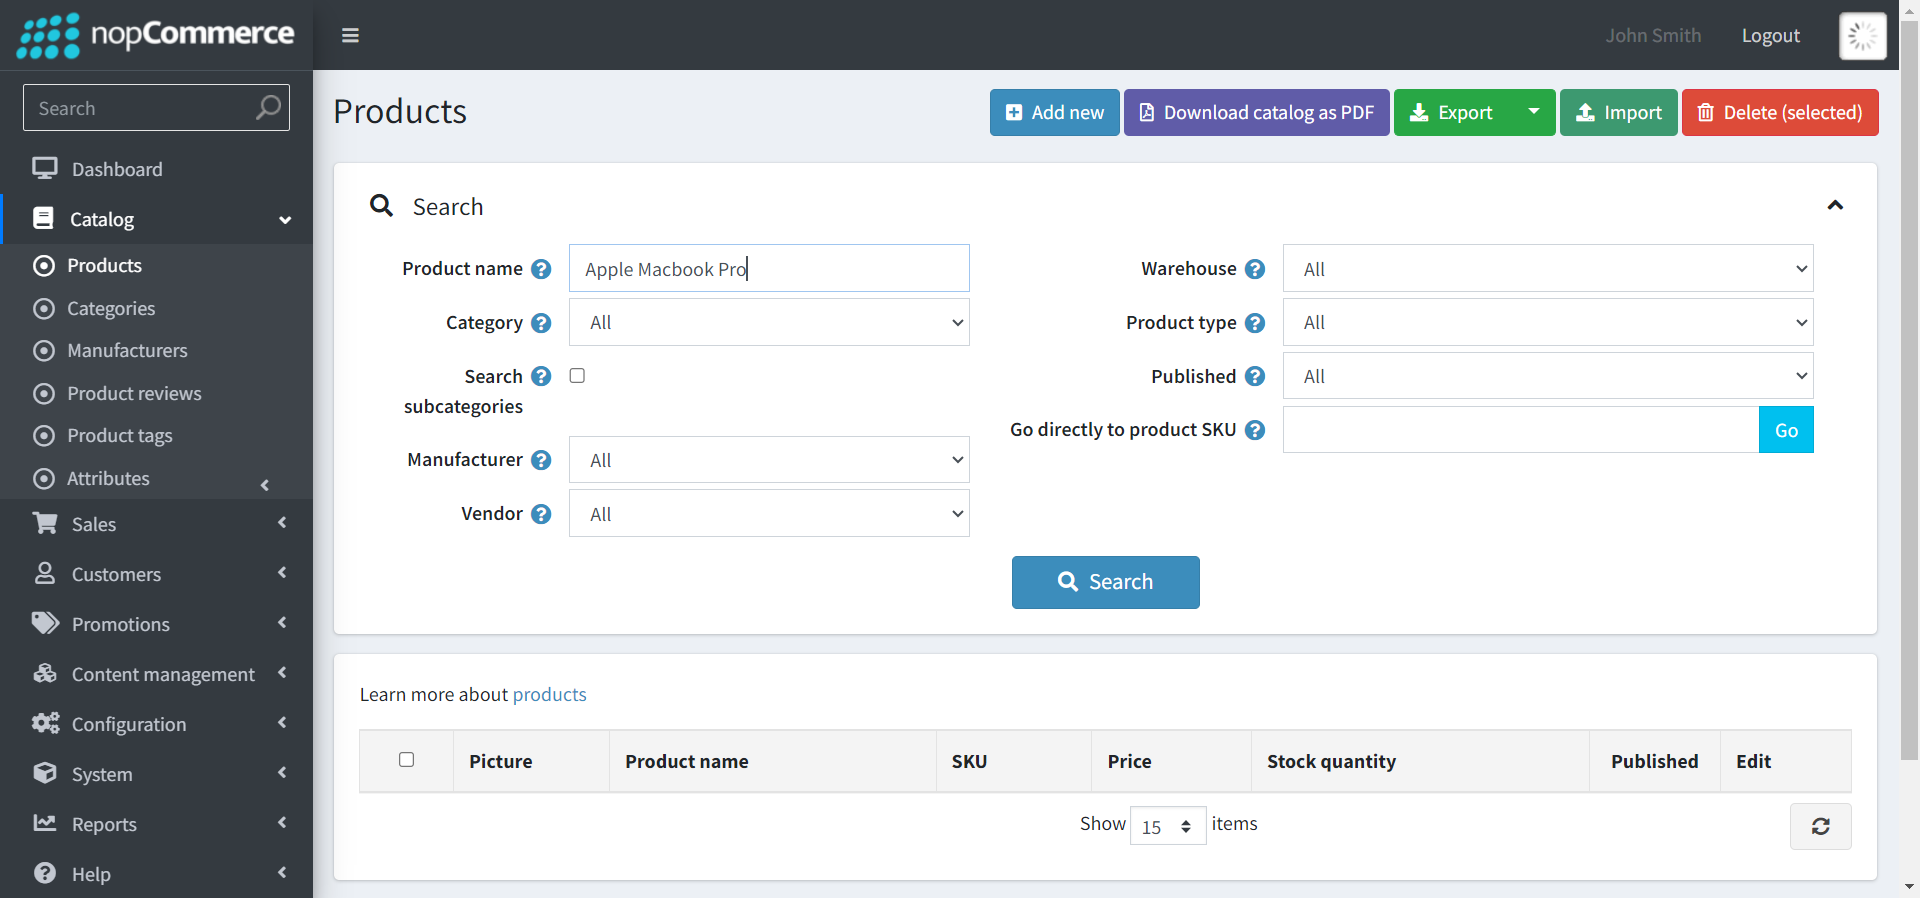 nopCommerce
John Smith
Logout
Search
Dashboard
Catalog
Products
Categories
Manufacturers
Product reviews
Product tags
Attributes
Sales
Customers
Promotions
Content management
Configuration
System
Reports
Help
Products
Add new
Download catalog as PDF
Export
Import
Delete (selected)
Search
Product name
Apple Macbook Pro
Category
All
Search
subcategories
Manufacturer
All
Vendor
All
Warehouse
All
Product type
All
Published
All
Go directly to product SKU
Go
Search
Learn more about products
Picture
Product name
SKU
Price
Stock quantity
Published
Edit
Show 15 items